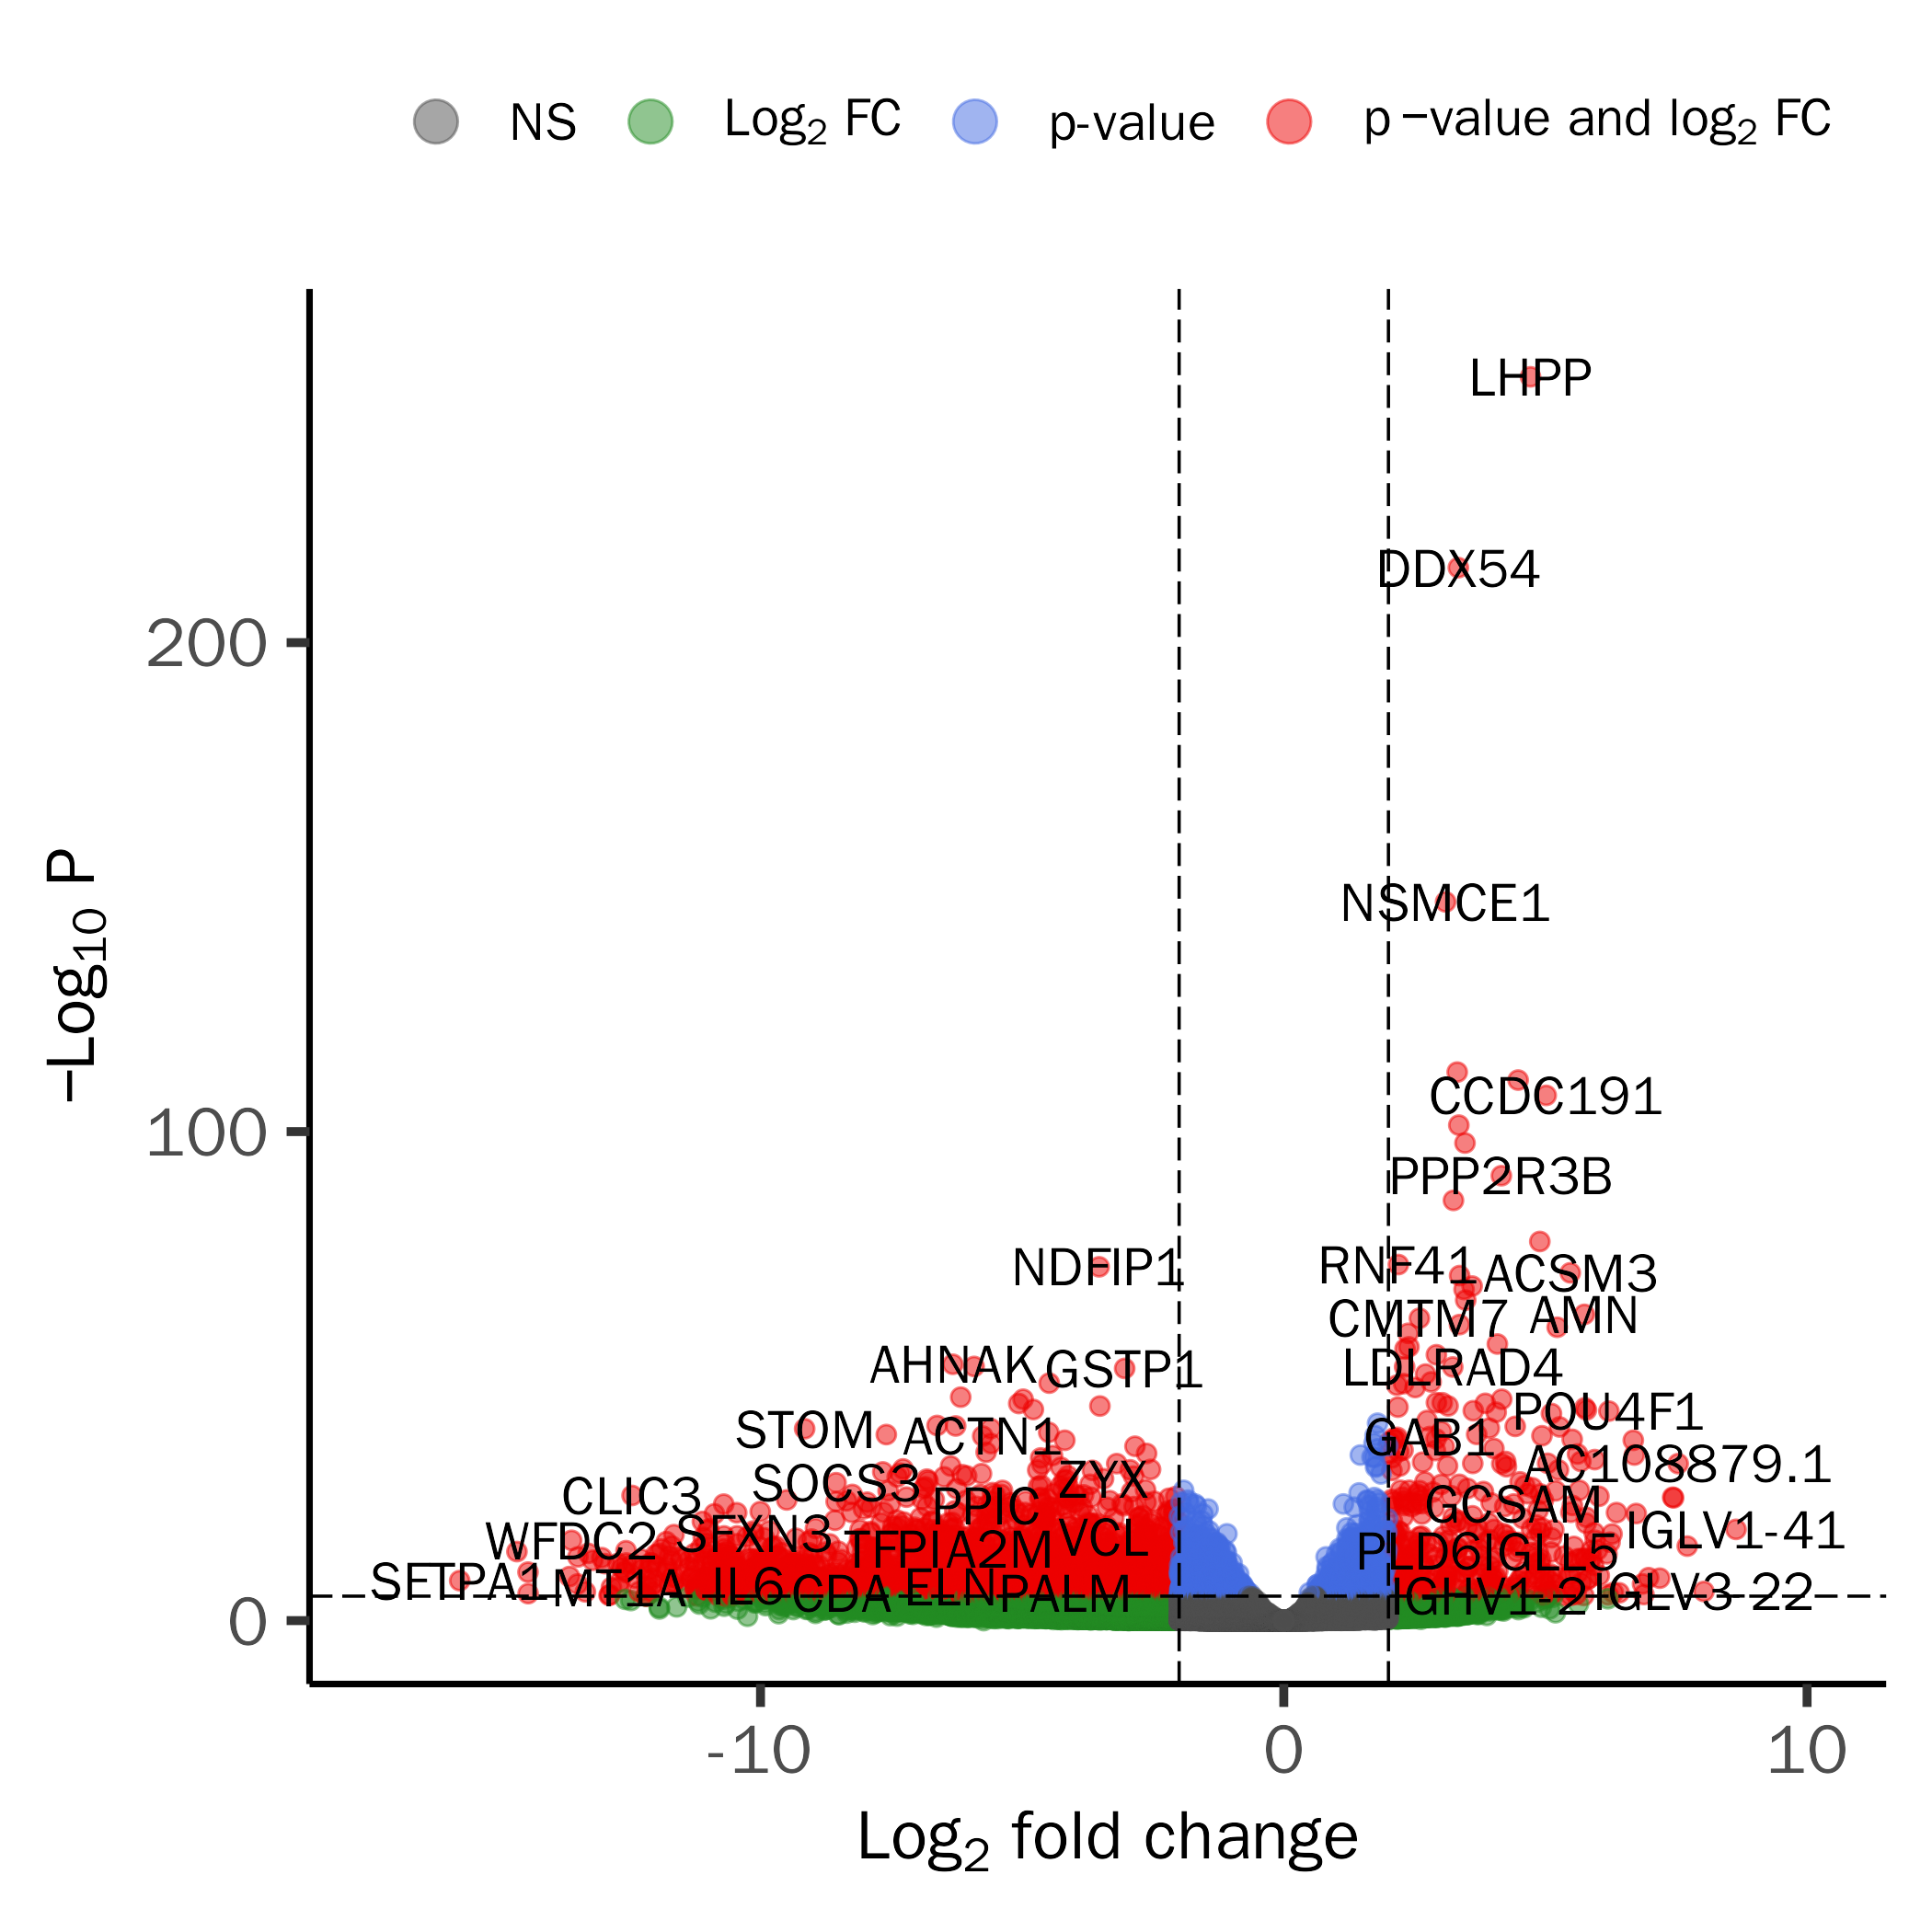 NS Log2 FC p-value p −value and log2 FC
LHPP
DDX54
200
NSMCE1
−Log10 P
CCDC191
100
PPP2R3B
NDFIP1 RNF41 ACSM3
CMTM7 AMN
AHNAK GSTP1 LDLRAD4
STOM ACTN1 GAB1 POU4F1
AC108879.1
CLIC3 SOCS3 ZYX
PPIC GCSAM
WFDC2 SFXN3 VCL IGLV1-41
PLD6 IGLL5
MT1A IL6 CDA ELN PALM IGHV1-2 IGLV3-22
0
-10 0 10
Log2 fold change